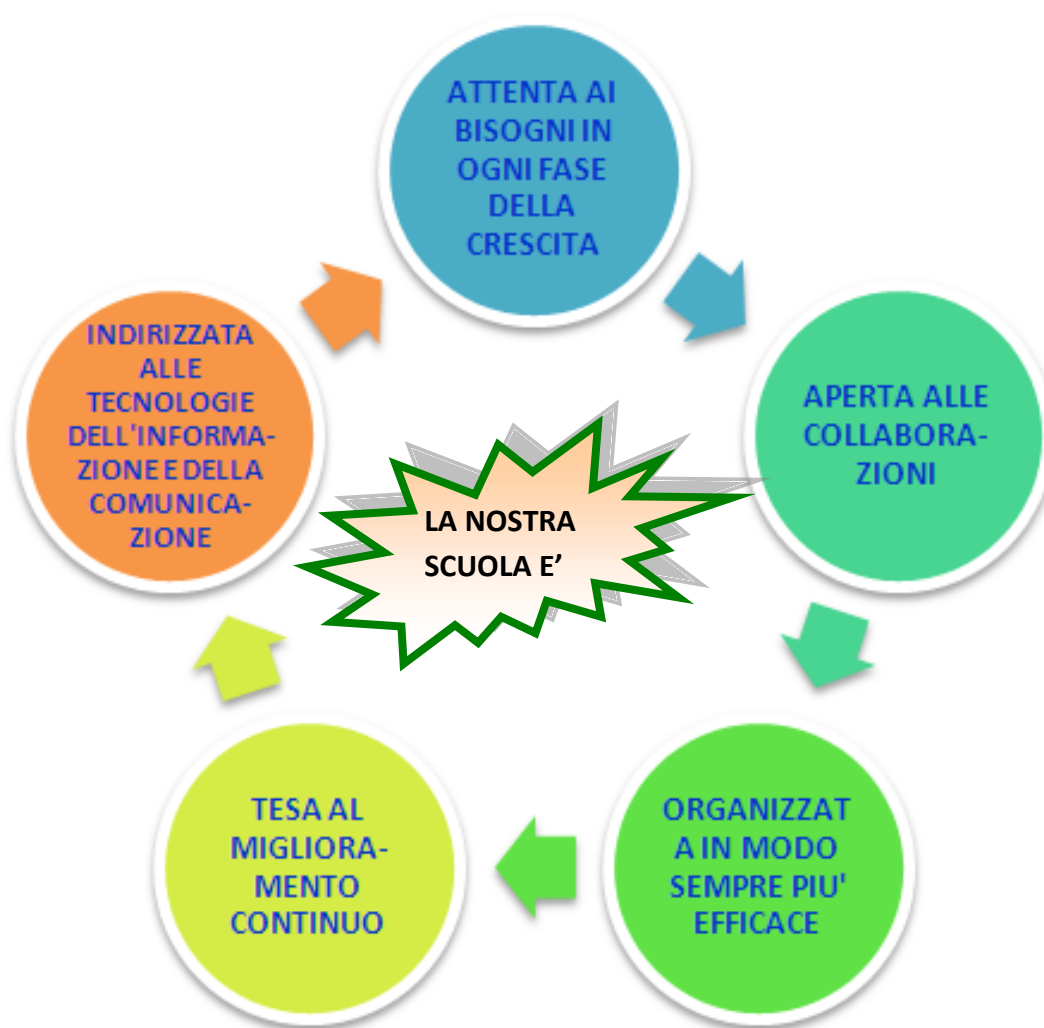 ATTENTA AI
BISOGNI IN
OGNI FASE
DELLA
CRESCITA
APERTA ALLE
COLLABORA-
ZIONI
ORGANIZZAT
A IN MODO
SEMPRE PIU'
EFFICACE
TESA AL
MIGLIORA-
MENTO
CONTINUO
INDIRIZZATA
ALLE
TECNOLOGIE
DELL'INFORMA-
ZIONE E DELLA
COMUNICA-
ZIONE
LA NOSTRA
SCUOLA E’